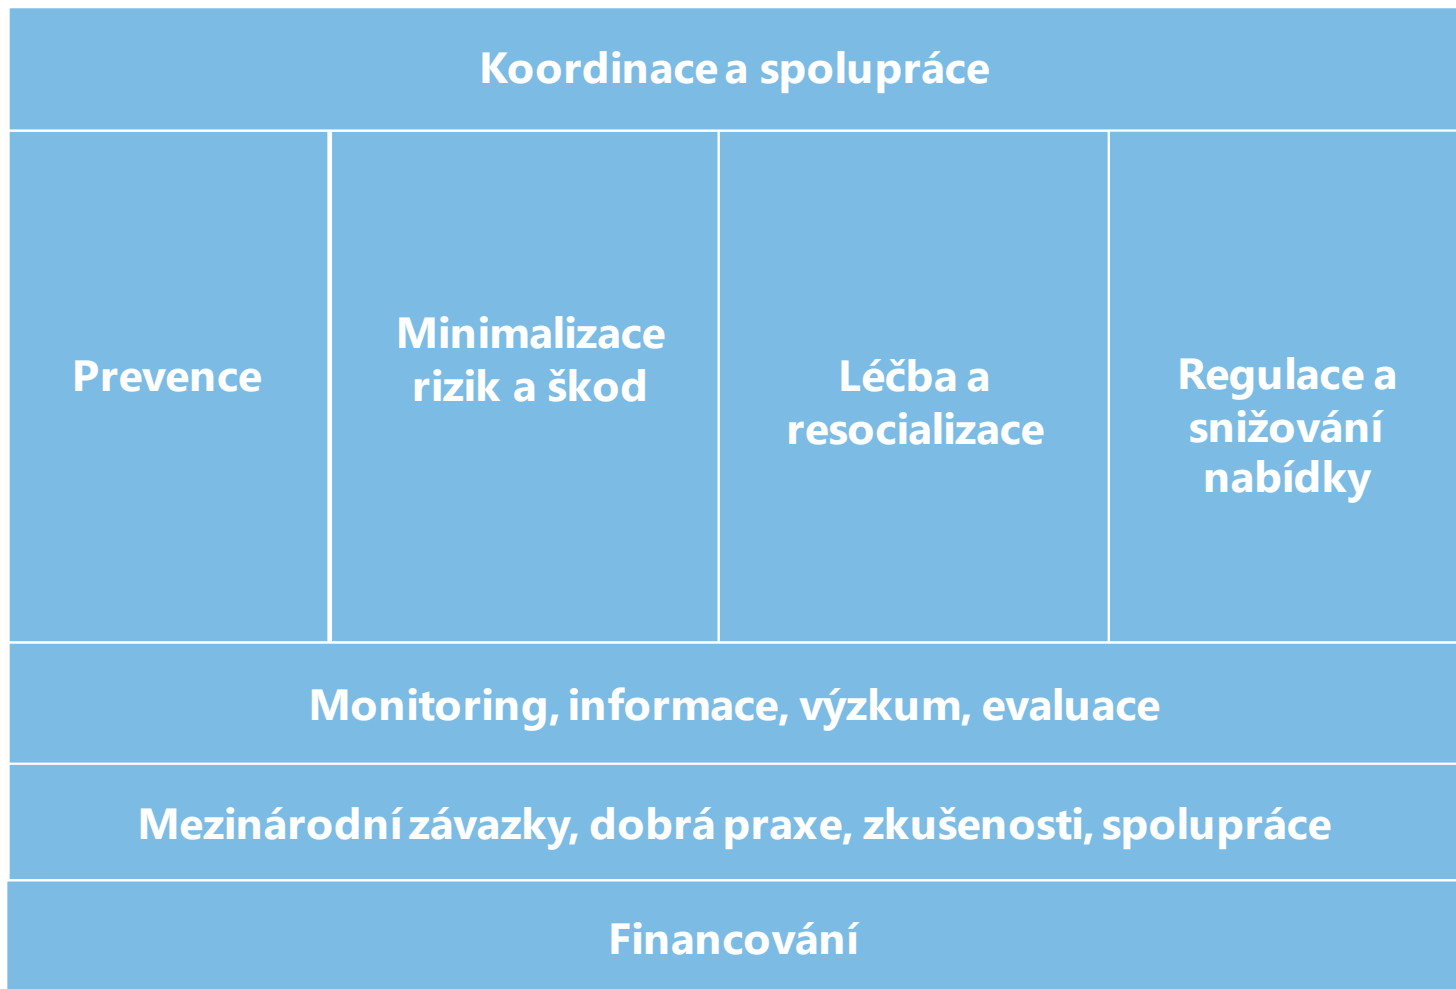 Koordinace a spolupráce
Prevence
Minimalizace
rizik a škod
Léčba a
resocializace
Regulace a
snižování
nabídky
Monitoring, informace, výzkum, evaluace
Mezinárodní závazky, dobrá praxe, zkušenosti, spolupráce
Financování